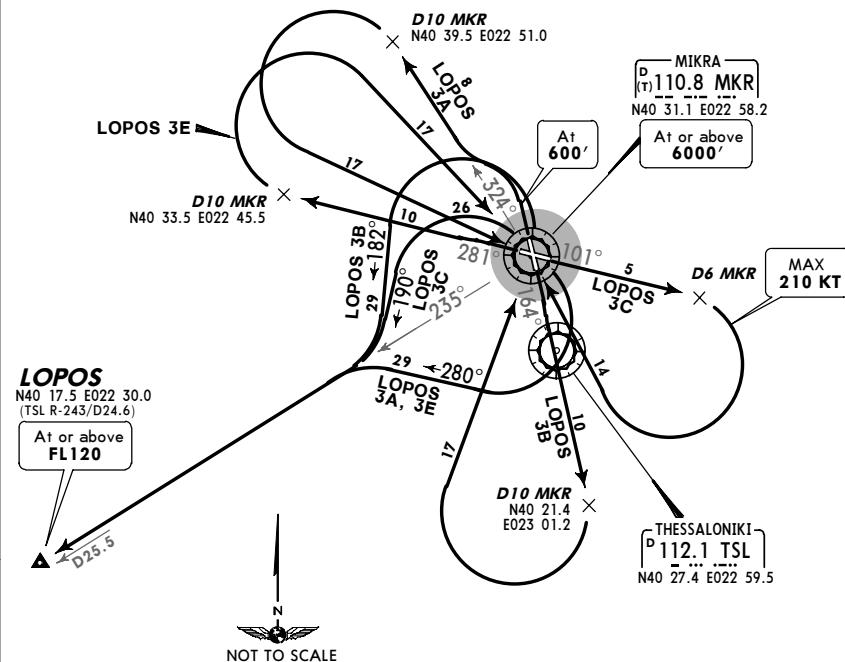 D10 MKR
N40 39.5 E022 51.0
MIKRA
D
(T) 110.8 MKR
N40 31.1 E022 58.2
8
LOPOS
3A
LOPOS 3E
17
At
600'
At or above
6000'
17
324°
D10 MKR
N40 33.5 E022 45.5
10
26
281°
101°
5
LOPOS
3C
D6 MKR
MAX
210 KT
LOPOS 3B
29
182°
190°
LOPOS
3C
235°
164°
14
LOPOS
N40 17.5 E022 30.0
(TSL R-243/D24.6)
At or above
FL120
29
280°
LOPOS
3A, 3E
17
10
LOPOS
3B
D10 MKR
N40 21.4
E023 01.2
THESSALONIKI
D 112.1 TSL
N40 27.4 E022 59.5
D25.5
N
NOT TO SCALE